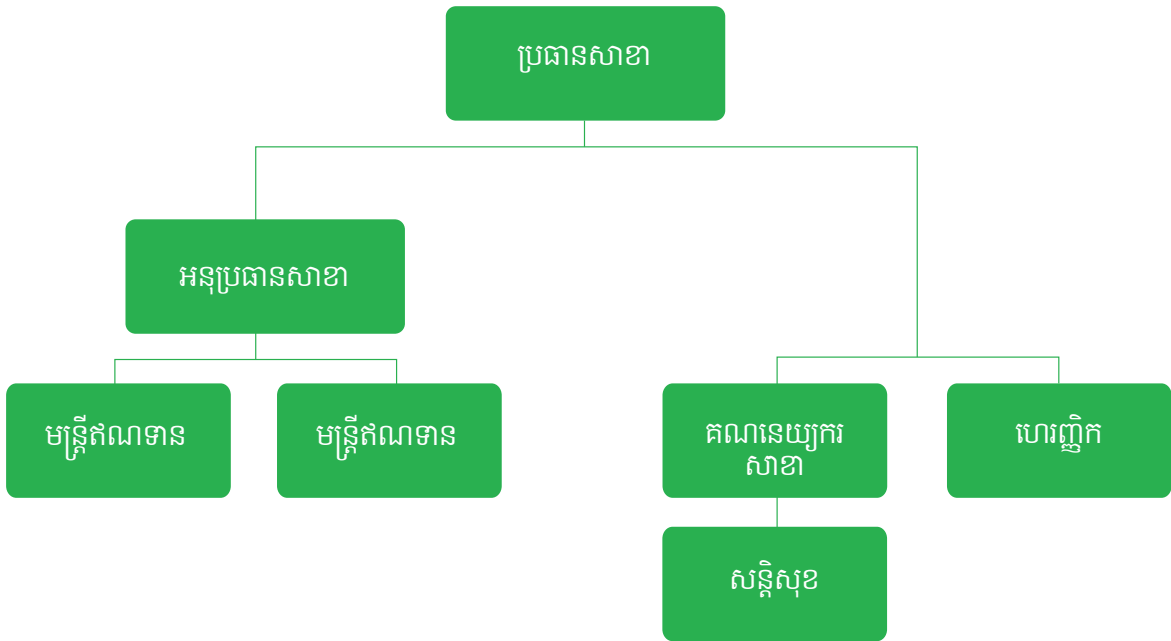 ប្រធានសាខា
អនុប្រធានសាខា
មន្ត្រីឥណទាន
មន្ត្រីឥណទាន
គណនេយ្យករ
សាខា
ហេរញ្ញិក
សន្តិសុខ